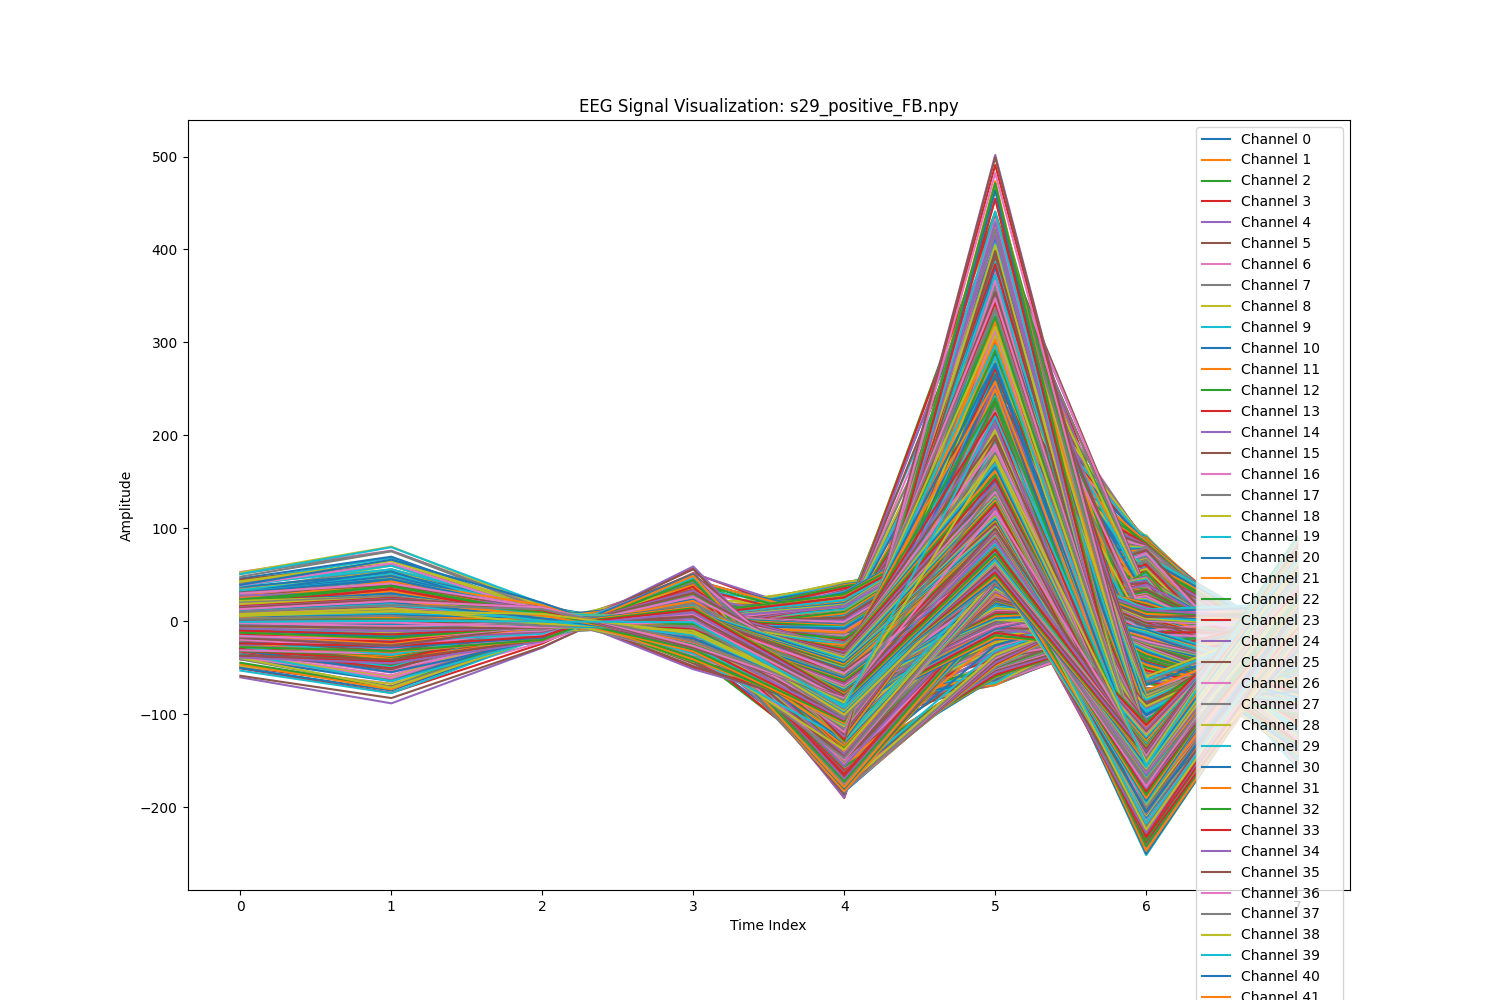 EEG Signal Visualization: s29_positive_FB.npy
500
400
300
200
100
0
−100
−200
Amplitude
0 1 2 3 4 5 6 7
Time Index
Channel 0
Channel 1
Channel 2
Channel 3
Channel 4
Channel 5
Channel 6
Channel 7
Channel 8
Channel 9
Channel 10
Channel 11
Channel 12
Channel 13
Channel 14
Channel 15
Channel 16
Channel 17
Channel 18
Channel 19
Channel 20
Channel 21
Channel 22
Channel 23
Channel 24
Channel 25
Channel 26
Channel 27
Channel 28
Channel 29
Channel 30
Channel 31
Channel 32
Channel 33
Channel 34
Channel 35
Channel 36
Channel 37
Channel 38
Channel 39
Channel 40
Channel 41